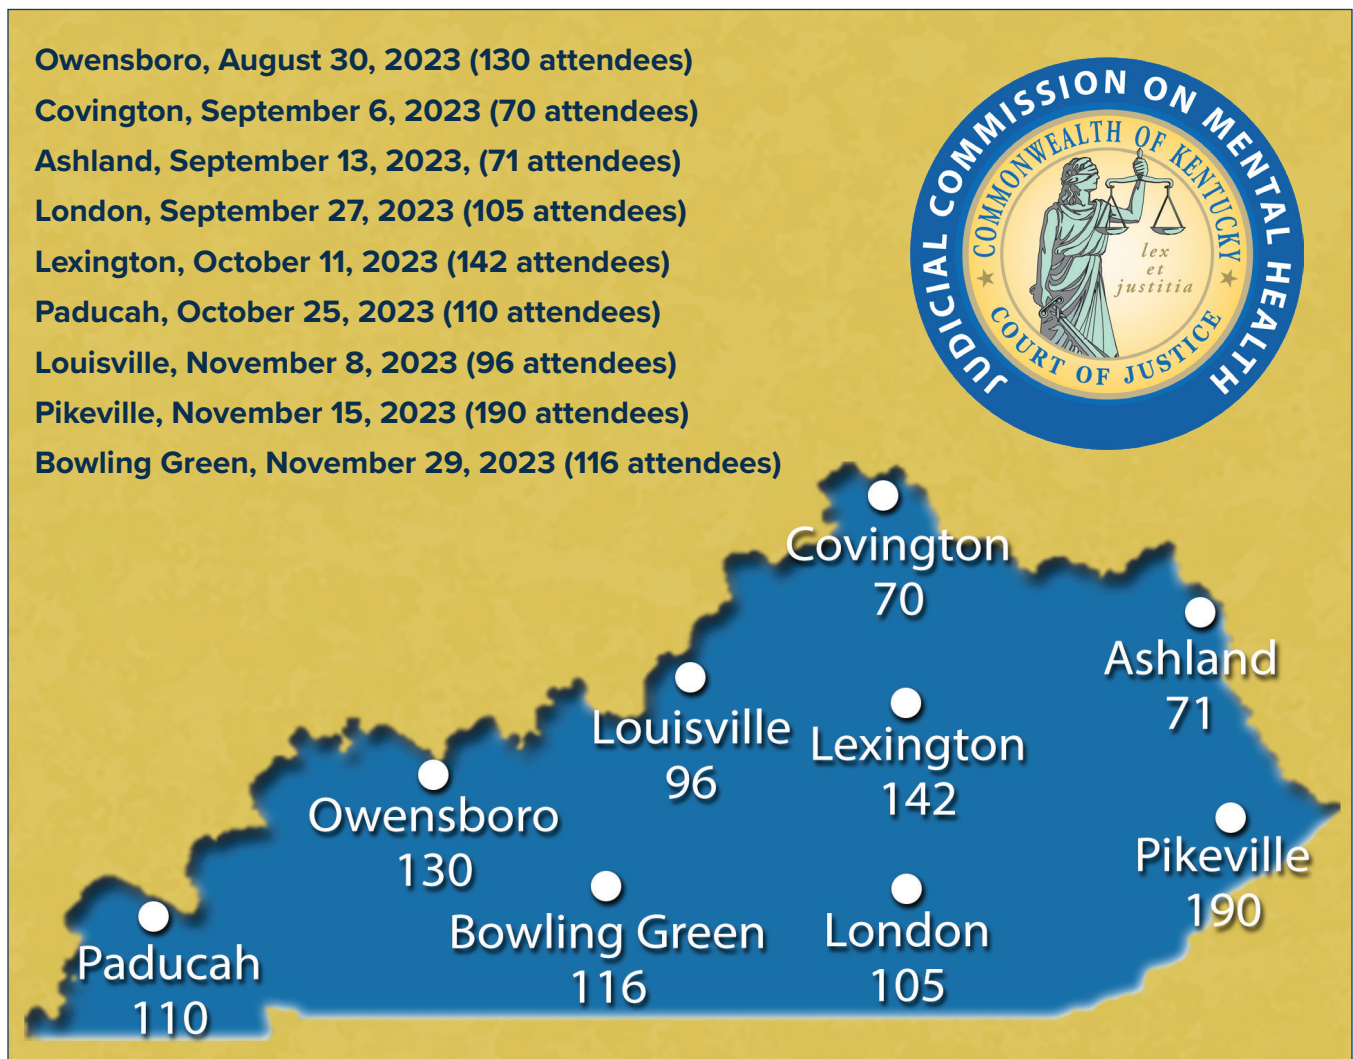 Owensboro, August 30, 2023 (130 attendees)
Covington, September 6, 2023 (70 attendees)
Ashland, September 13, 2023, (71 attendees)
London, September 27, 2023 (105 attendees)
Lexington, October 11, 2023 (142 attendees)
Paducah, October 25, 2023 (110 attendees)
Louisville, November 8, 2023 (96 attendees)
Pikeville, November 15, 2023 (190 attendees)
Bowling Green, November 29, 2023 (116 attendees)
JUDICIAL COMMISSION ON MENTAL HEALTH
COMMONWEALTH OF KENTUCKY
lex
et
justitia
COURT OF JUSTICE
Covington
70
Ashland
71
Louisville
96
Lexington
142
Owensboro
130
Pikeville
190
Bowling Green
116
London
105
Paducah
110